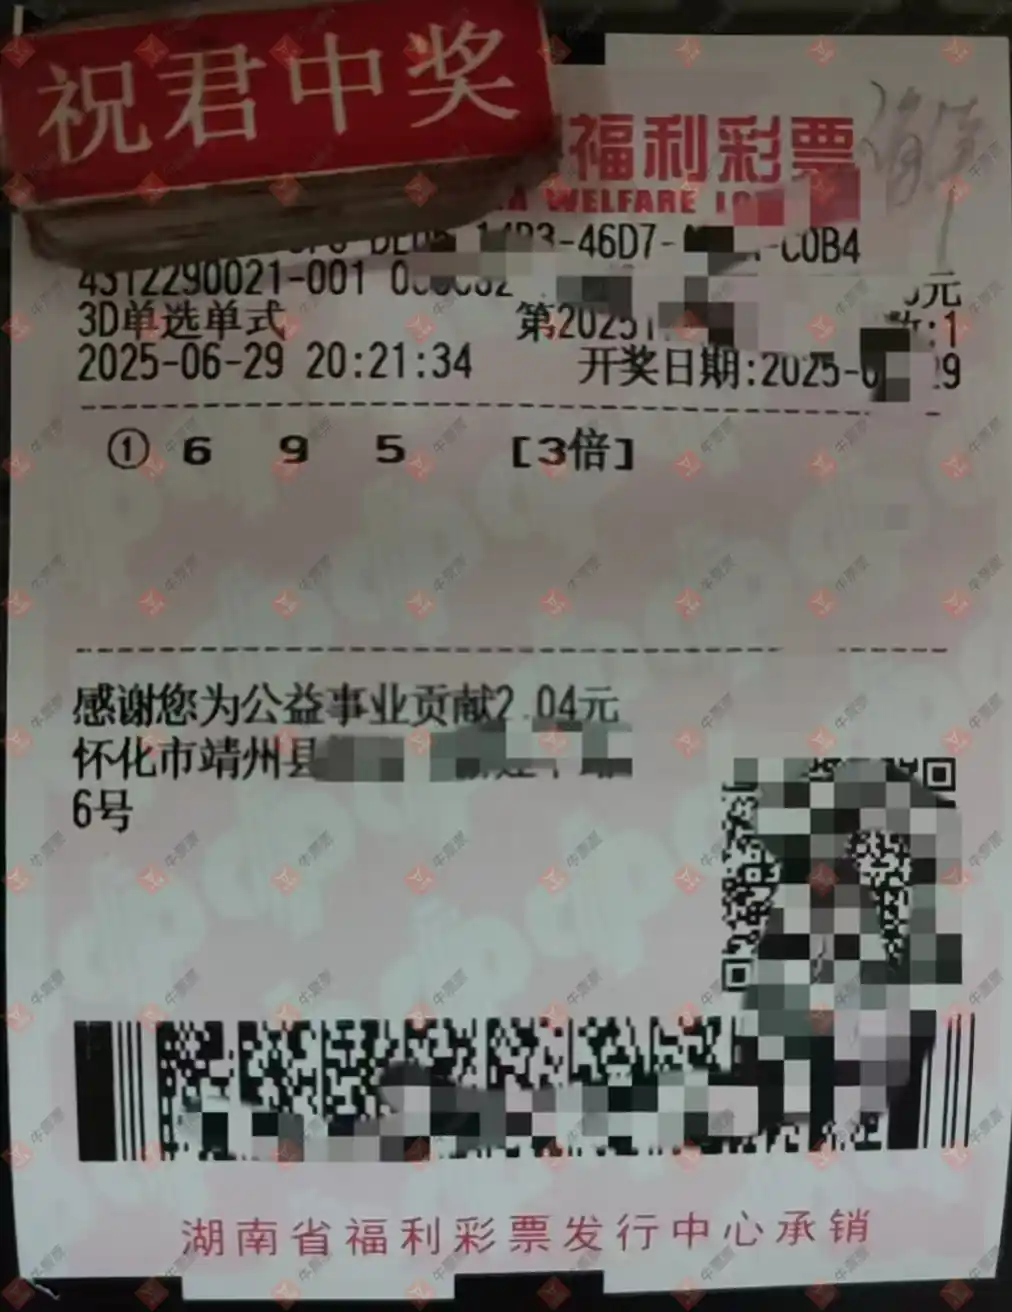 祝君中奖
福利彩票
WELFARE
-46D7- -C0B4
4312290021-001
元
3D单选单式 第2025 :1
2025-06-29 20:21:34 开奖日期:2025-0 9
① 6 9 5 [3倍]
感谢您为公益事业贡献2.04元
怀化市靖州县
6号
湖南省福利彩票发行中心承销
牛票票